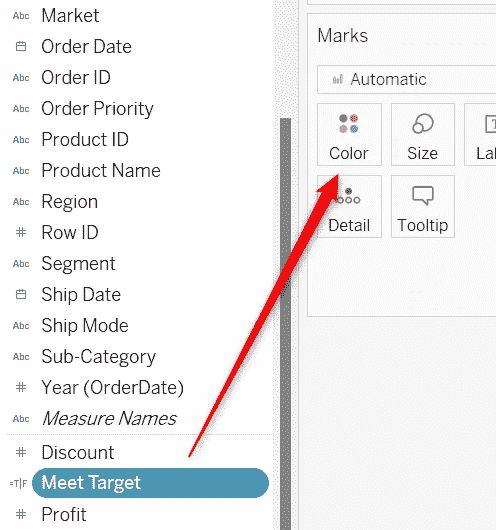 Abc Market
Order Date
Abc Order ID
Abc Order Priority
Abc Product ID
Abc Product Name
Abc Region
# Row ID
Abc Segment
Ship Date
Abc Ship Mode
Abc Sub-Category
# Year (OrderDate)
Abc Measure Names
# Discount
=T|F Meet Target
# Profit
Marks
Automatic
Color Size Lab
Detail Tooltip